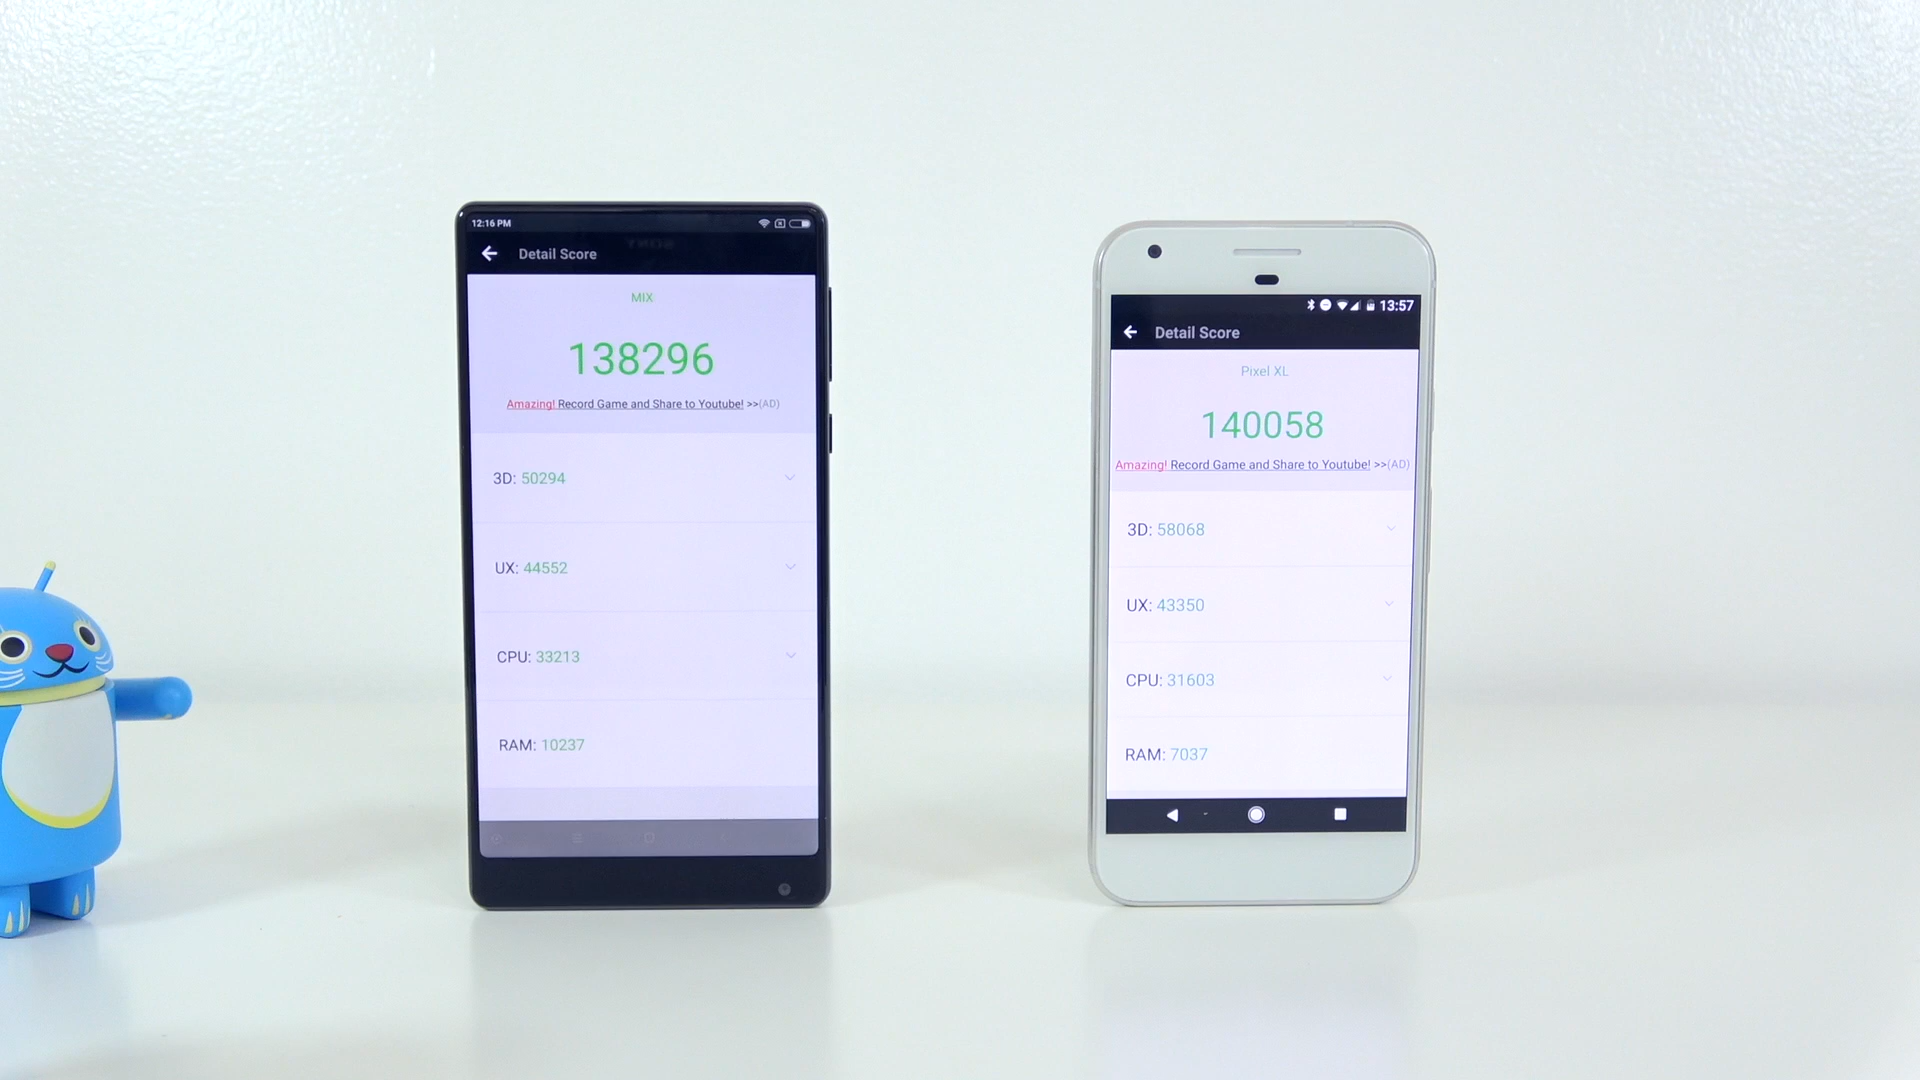 12:16 PM
Detail Score
MIX
138296
Amazing! Record Game and Share to Youtube! >>(AD)
3D: 50294
UX: 44552
CPU: 33213
RAM: 10237
13:57
Detail Score
Pixel XL
140058
Amazing! Record Game and Share to Youtube! >>(AD)
3D: 58068
UX: 43350
CPU: 31603
RAM: 7037